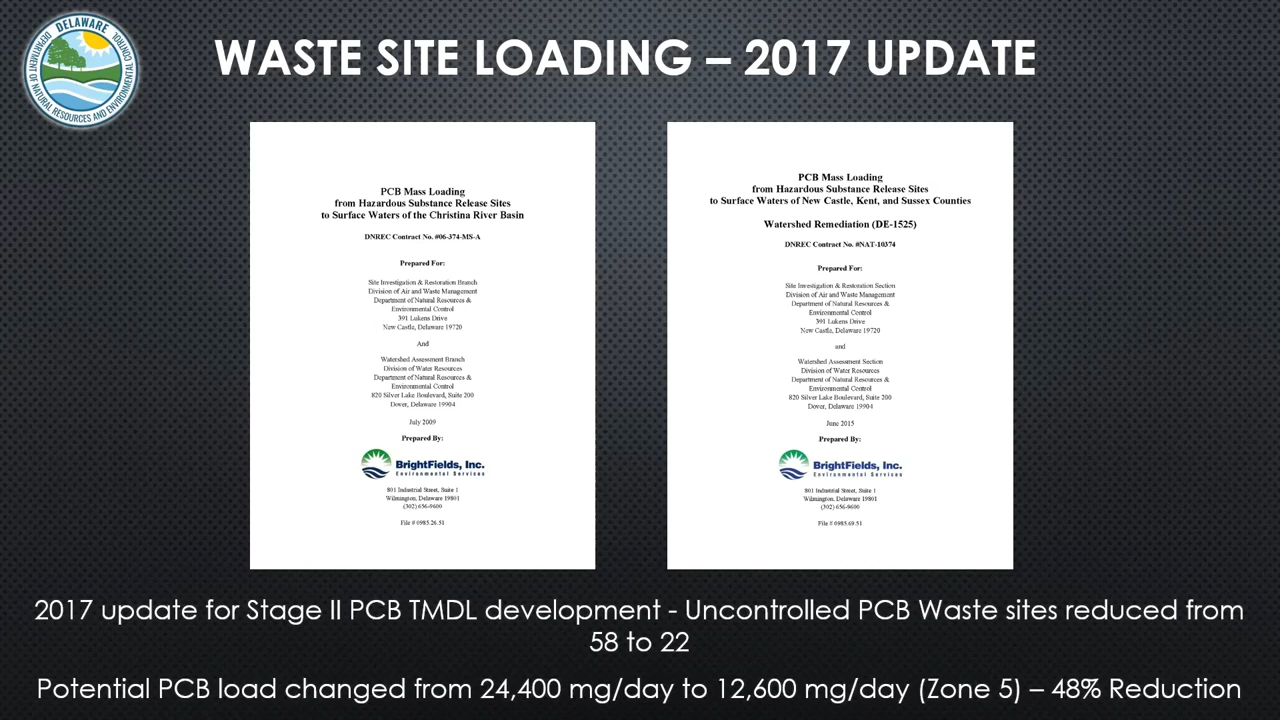 DELAWARE
DEPARTMENT OF NATURAL RESOURCES AND ENVIRONMENTAL CONTROL
WASTE SITE LOADING – 2017 UPDATE
PCB Mass Loading
from Hazardous Substance Release Sites
to Surface Waters of the Christina River Basin
DNREC Contract No. #06-374-MS-A
Prepared For:
Site Investigation & Restoration Branch
Division of Air and Waste Management
Department of Natural Resources &
Environmental Control
391 Lukens Drive
New Castle, Delaware 19720
And
Watershed Assessment Branch
Division of Water Resources
Department of Natural Resources &
Environmental Control
820 Silver Lake Boulevard, Suite 200
Dover, Delaware 19904
July 2009
Prepared By:
BrightFields, Inc.
Environmental Services
801 Industrial Street, Suite 1
Wilmington, Delaware 19801
(302) 656-9600
File # 0985.26.51
PCB Mass Loading
from Hazardous Substance Release Sites
to Surface Waters of New Castle, Kent, and Sussex Counties
Watershed Remediation (DE-1525)
DNREC Contract No. #NAT-10374
Prepared For:
Site Investigation & Restoration Section
Division of Air and Waste Management
Department of Natural Resources &
Environmental Control
391 Lukens Drive
New Castle, Delaware 19720
and
Watershed Assessment Section
Division of Water Resources
Department of Natural Resources &
Environmental Control
820 Silver Lake Boulevard, Suite 200
Dover, Delaware 19904
June 2015
Prepared By:
BrightFields, Inc.
Environmental Services
801 Industrial Street, Suite 1
Wilmington, Delaware 19801
(302) 656-9600
File # 0985.69.51
2017 update for Stage II PCB TMDL development - Uncontrolled PCB Waste sites reduced from
58 to 22
Potential PCB load changed from 24,400 mg/day to 12,600 mg/day (Zone 5) – 48% Reduction